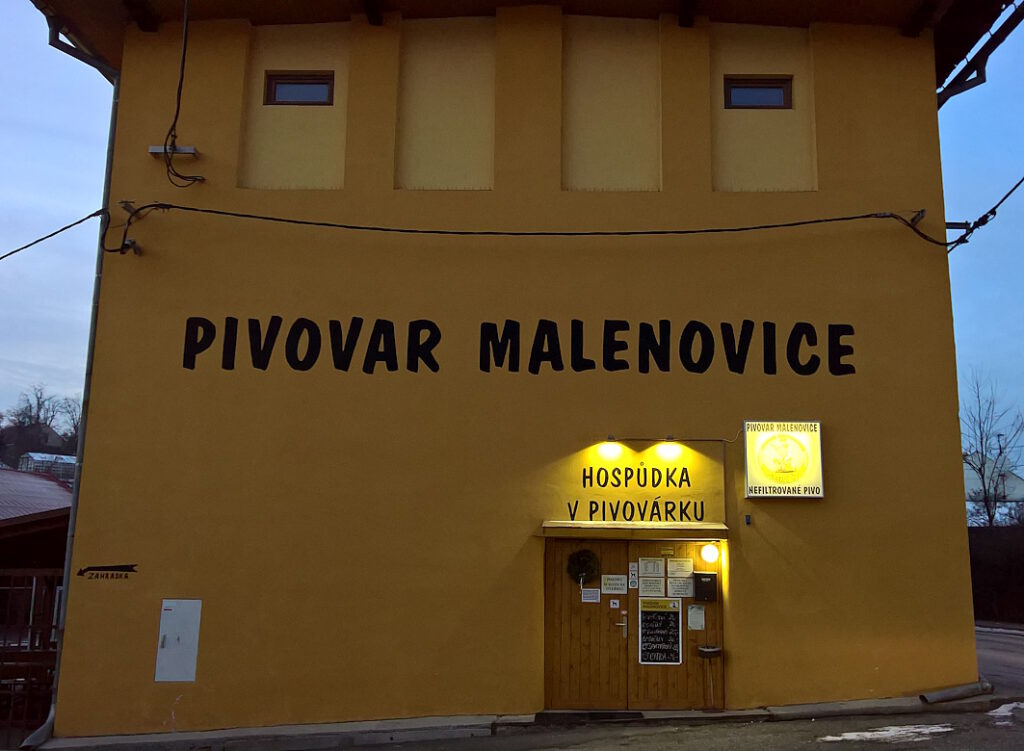 PIVOVAR MALENOVICE
PIVOVAR MALENOVICE
NEFILTROVANÉ PIVO
HOSPŮDKA
V PIVOVÁRKU
ZAHRÁDKA